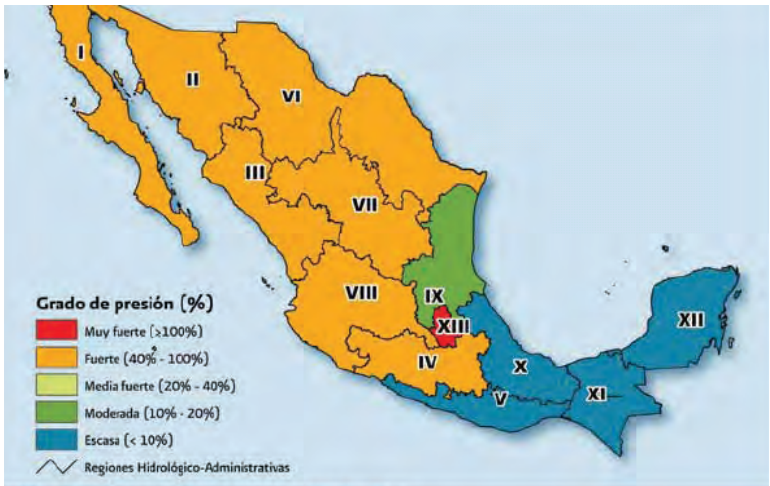 I
II
VI
III
VII
VIII
IX
XIII
IV
X
V
XI
XII
Grado de presión (%)
Muy fuerte (>100%)
Fuerte (40% - 100%)
Media fuerte (20% - 40%)
Moderada (10% - 20%)
Escasa (< 10%)
Regiones Hidrológico-Administrativas